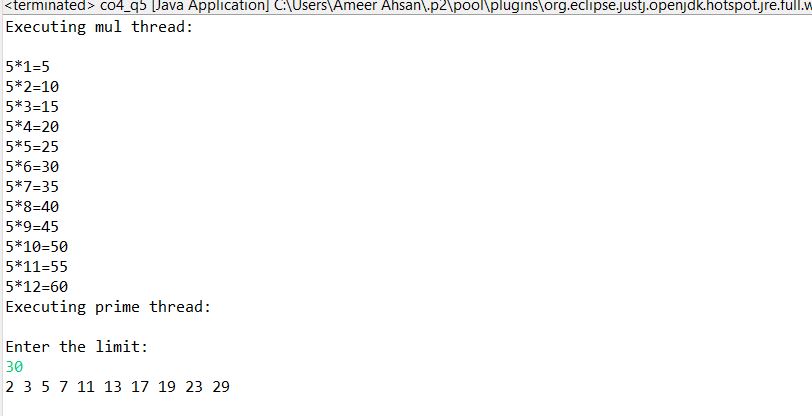 <terminated> co4_q5 [Java Application] C:\Users\Ameer Ahsan\.p2\pool\plugins\org.eclipse.justj.openjdk.hotspot.jre.full.w
Executing mul thread:
5*1=5
5*2=10
5*3=15
5*4=20
5*5=25
5*6=30
5*7=35
5*8=40
5*9=45
5*10=50
5*11=55
5*12=60
Executing prime thread:
Enter the limit:
30
2 3 5 7 11 13 17 19 23 29